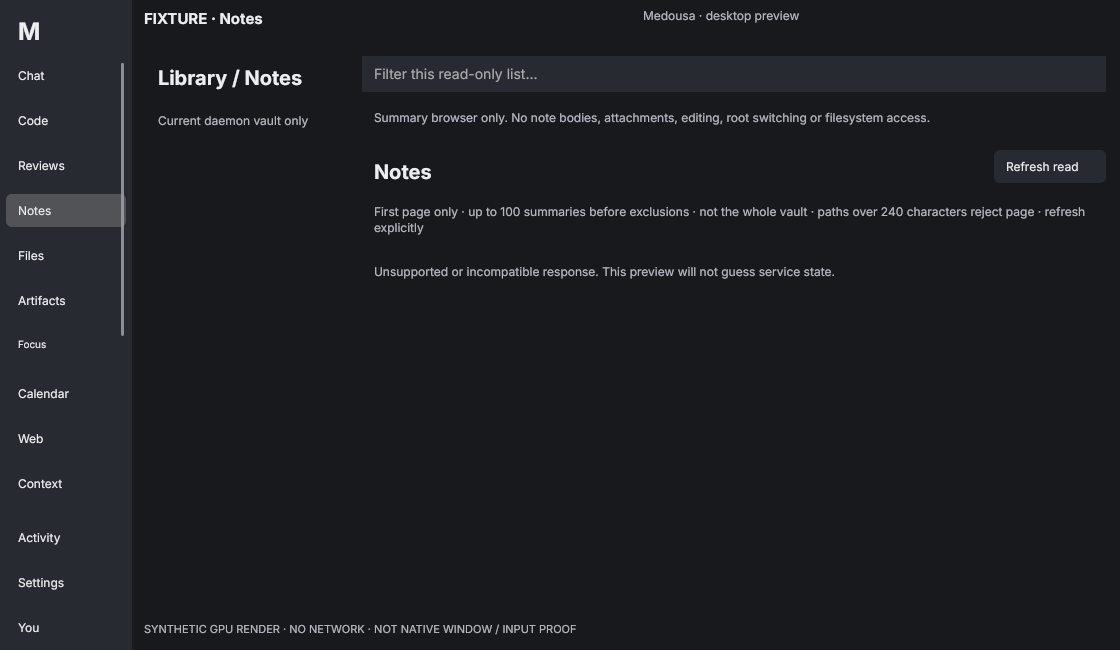 M
Chat
Code
Reviews
Notes
Files
Artifacts
Focus
Calendar
Web
Context
Activity
Settings
You
FIXTURE · Notes
Medousa · desktop preview
Library / Notes
Current daemon vault only
Filter this read-only list...
Summary browser only. No note bodies, attachments, editing, root switching or filesystem access.
Notes
Refresh read
First page only · up to 100 summaries before exclusions · not the whole vault · paths over 240 characters reject page · refresh
explicitly
Unsupported or incompatible response. This preview will not guess service state.
SYNTHETIC GPU RENDER · NO NETWORK · NOT NATIVE WINDOW / INPUT PROOF